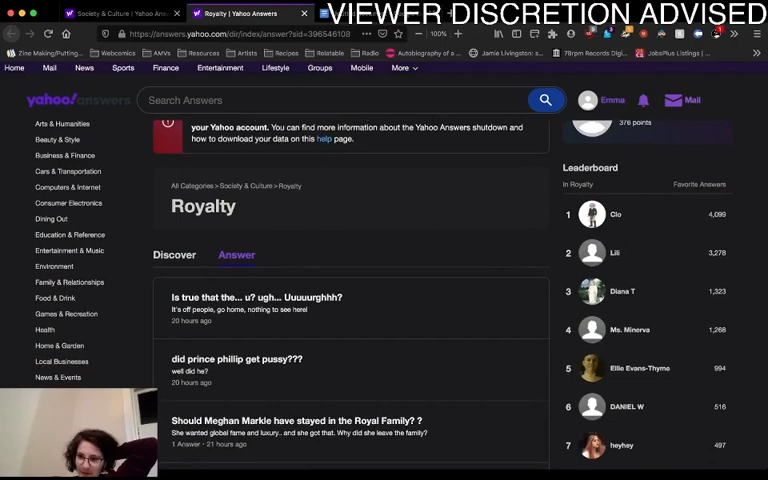 VIEWER DISCRETION ADVISED
Society & Culture | Yahoo Ans
Royalty | Yahoo Answers
https://answers.yahoo.com/dir/index/answer?sid=396546108
100%
Zine Making/Putting...
Webcomics
AMVs
Resources
Artists
Recipes
Relatable
Radio
Autobiography of a...
Jamie Livingston: s...
78rpm Records Digi...
JobsPlus Listings |...
Home
Mail
News
Sports
Finance
Entertainment
Lifestyle
Groups
Mobile
More
yahoo!answers
Search Answers
Emma
Mail
your Yahoo account. You can find more information about the Yahoo Answers shutdown and
how to download your data on this help page.
376 points
Arts & Humanities
Beauty & Style
Business & Finance
Cars & Transportation
Computers & Internet
Consumer Electronics
Dining Out
Education & Reference
Entertainment & Music
Environment
Family & Relationships
Food & Drink
Games & Recreation
Health
Home & Garden
Local Businesses
News & Events
All Categories > Society & Culture > Royalty
Royalty
Discover
Answer
Is true that the... u? ugh... Uuuuurghhh?
It's off people, go home, nothing to see here!
20 hours ago
did prince phillip get pussy???
well did he?
20 hours ago
Should Meghan Markle have stayed in the Royal Family? ?
She wanted global fame and luxury.. and she got that. Why did she leave the family?
1 Answer • 21 hours ago
Leaderboard
In Royalty
Favorite Answers
1 Clo 4,099
2 Lili 3,278
3 Diana T 1,323
4 Ms. Minerva 1,268
5 Ellie Evans-Thyme 994
6 DANIEL W 516
7 heyhey 497